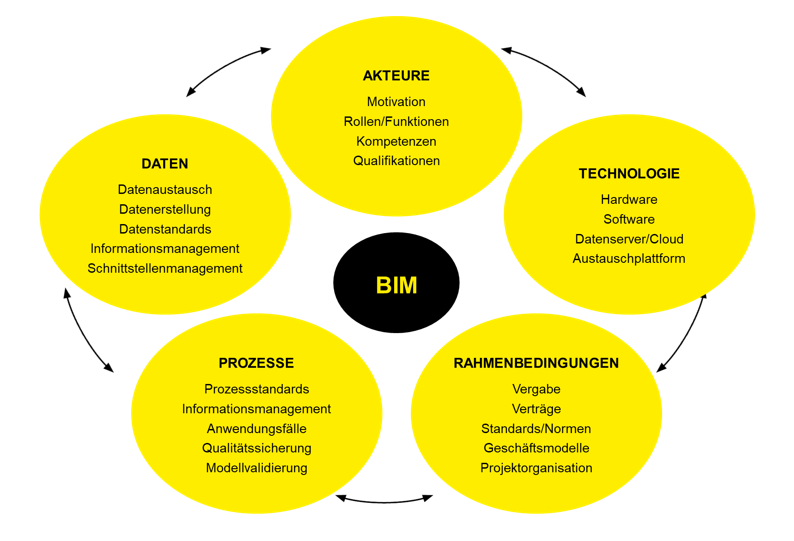 AKTEURE
Motivation
Rollen/Funktionen
Kompetenzen
Qualifikationen
DATEN
Datenaustausch
Datenerstellung
Datenstandards
Informationsmanagement
Schnittstellenmanagement
TECHNOLOGIE
Hardware
Software
Datenserver/Cloud
Austauschplattform
BIM
PROZESSE
Prozessstandards
Informationsmanagement
Anwendungsfälle
Qualitätssicherung
Modellvalidierung
RAHMENBEDINGUNGEN
Vergabe
Verträge
Standards/Normen
Geschäftsmodelle
Projektorganisation